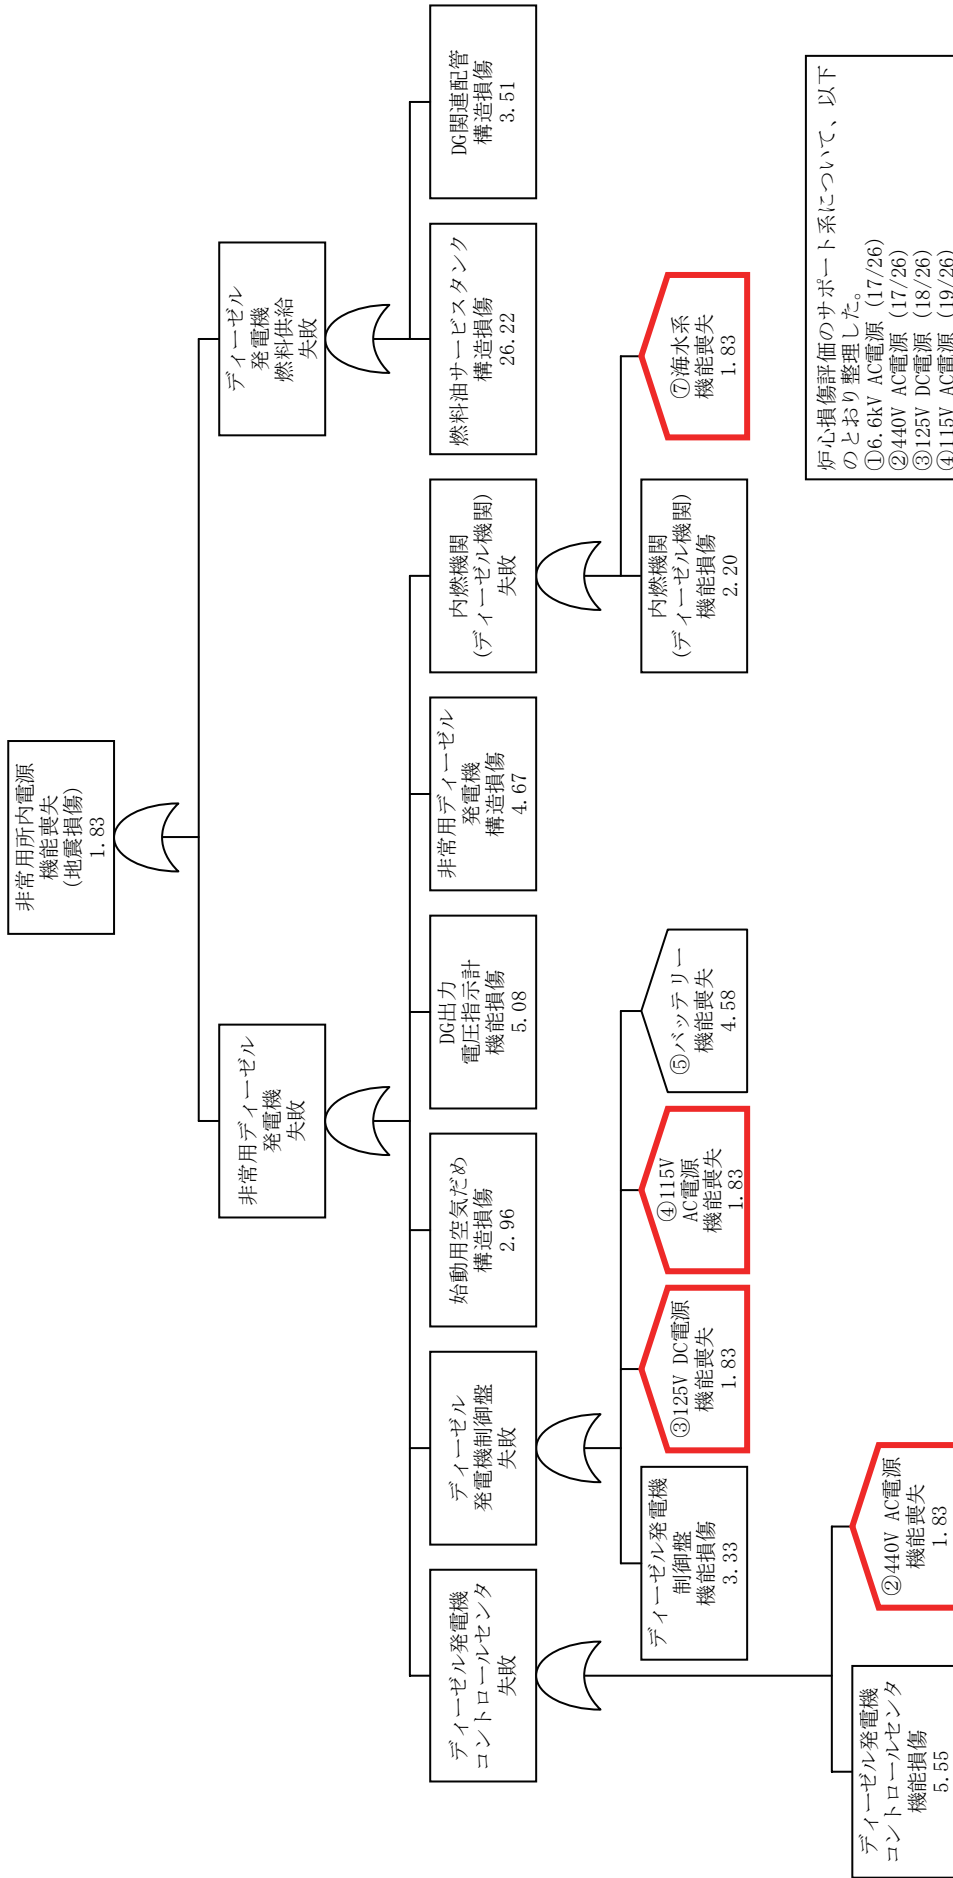 非常用所内電源
機能喪失
(地震損傷)
1.83
非常用ディーゼル
発電機
失敗
ディーゼル
発電機
燃料供給
失敗
ディーゼル発電機
コントロールセンタ
失敗
ディーゼル
発電機制御盤
失敗
始動用空気だめ
構造損傷
2.96
DG出力
電圧指示計
機能損傷
5.08
非常用ディーゼル
発電機
構造損傷
4.67
内燃機関
(ディーゼル機関)
失敗
燃料油サービスタンク
構造損傷
26.22
DG関連配管
構造損傷
3.51
ディーゼル発電機
制御盤
機能損傷
3.33
③125V DC電源
機能喪失
1.83
④115V
AC電源
機能喪失
1.83
⑤バッテリー
機能喪失
4.58
内燃機関
(ディーゼル機関)
機能損傷
2.20
⑦海水系
機能喪失
1.83
ディーゼル発電機
コントロールセンタ
機能損傷
5.55
②440V AC電源
機能喪失
1.83
炉心損傷評価のサポート系について、以下
のとおり整理した。
①6.6kV AC電源 (17/26)
②440V AC電源 (17/26)
③125V DC電源 (18/26)
④115V AC電源 (19/26)